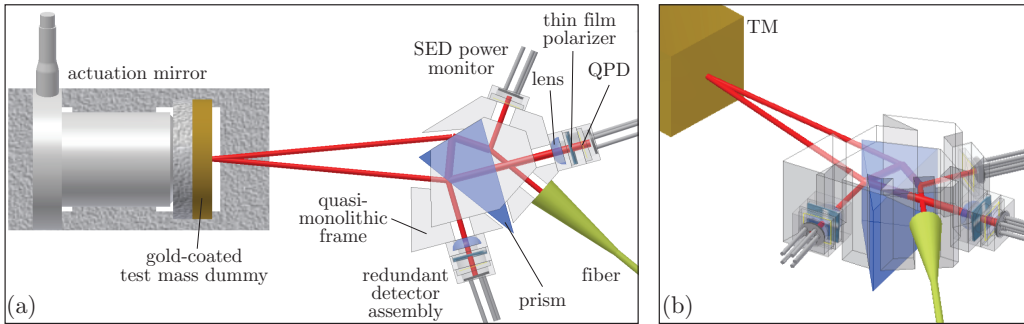 actuation mirror
SED power
monitor
thin film
polarizer
lens
QPD
quasi-
monolithic
frame
gold-coated
test mass dummy
redundant
detector
assembly
prism
fiber
(a)
TM
(b)